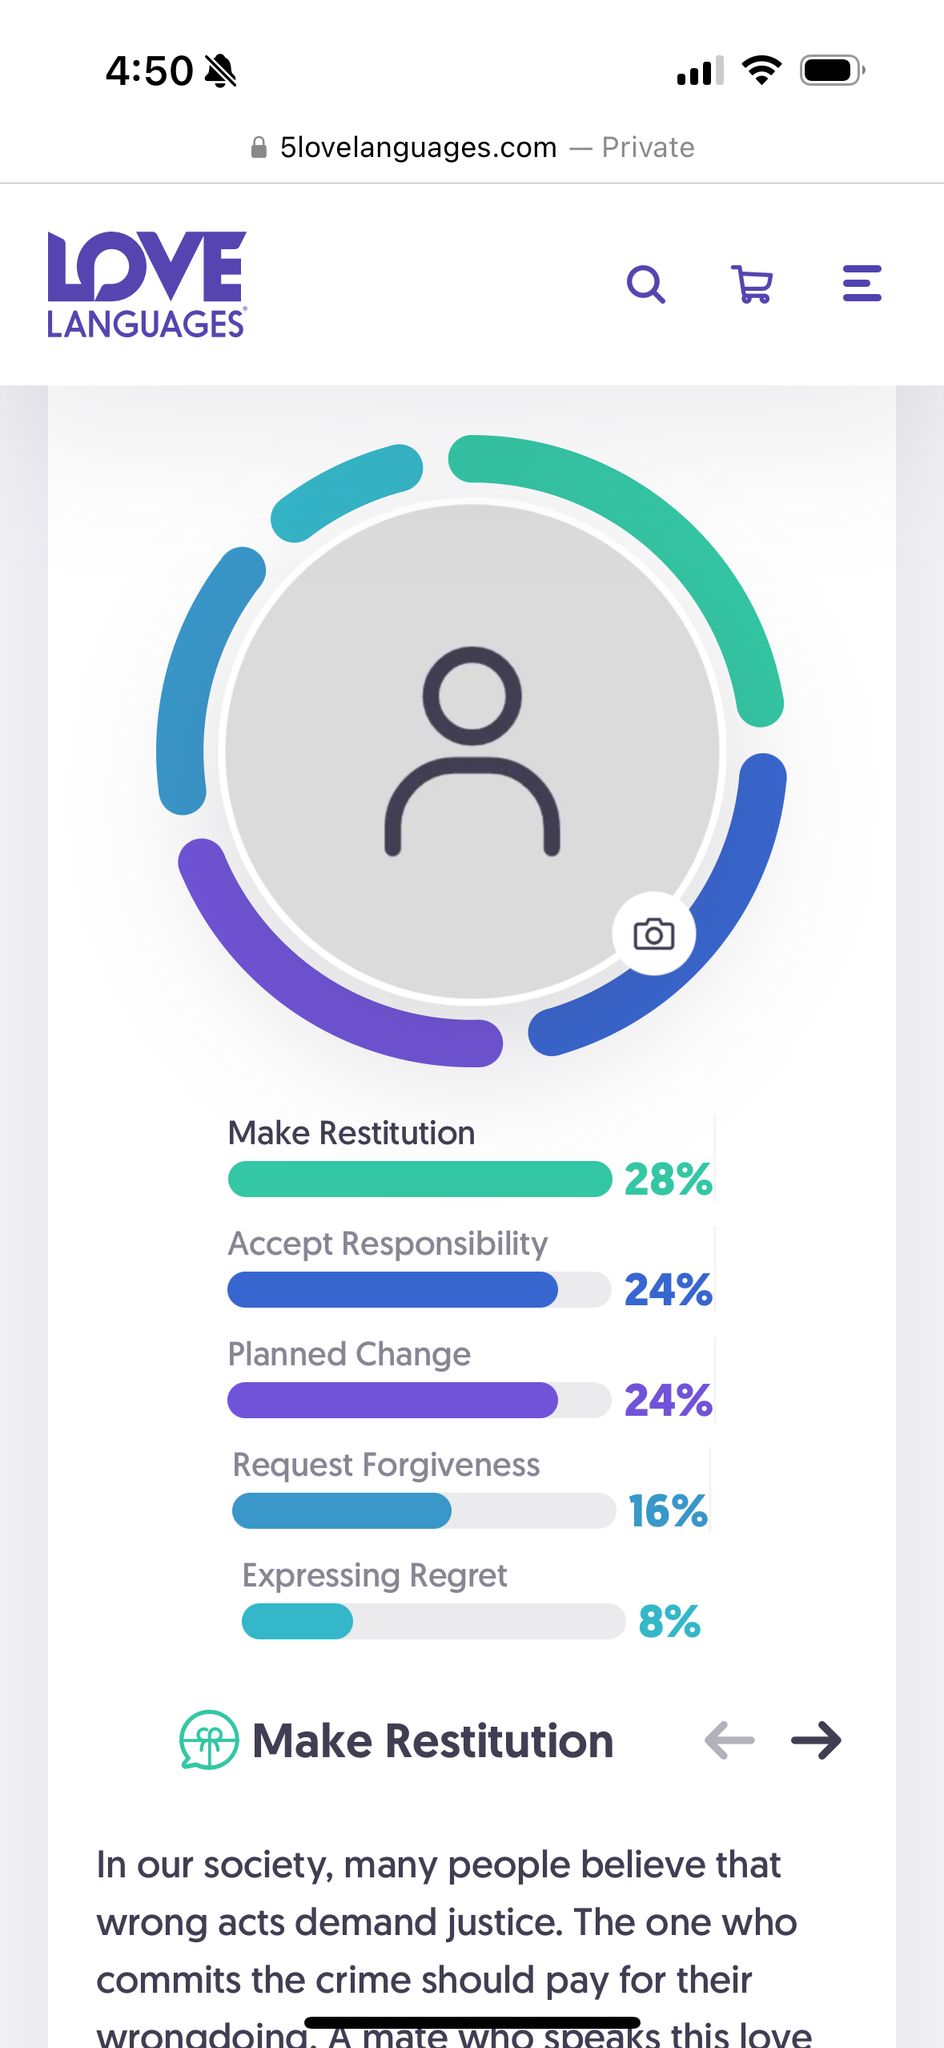 4:50
5lovelanguages.com — Private
LOVE
LANGUAGES®
Make Restitution
28%
Accept Responsibility
24%
Planned Change
24%
Request Forgiveness
16%
Expressing Regret
8%
Make Restitution
In our society, many people believe that
wrong acts demand justice. The one who
commits the crime should pay for their
wrongdoing. A mate who speaks this love